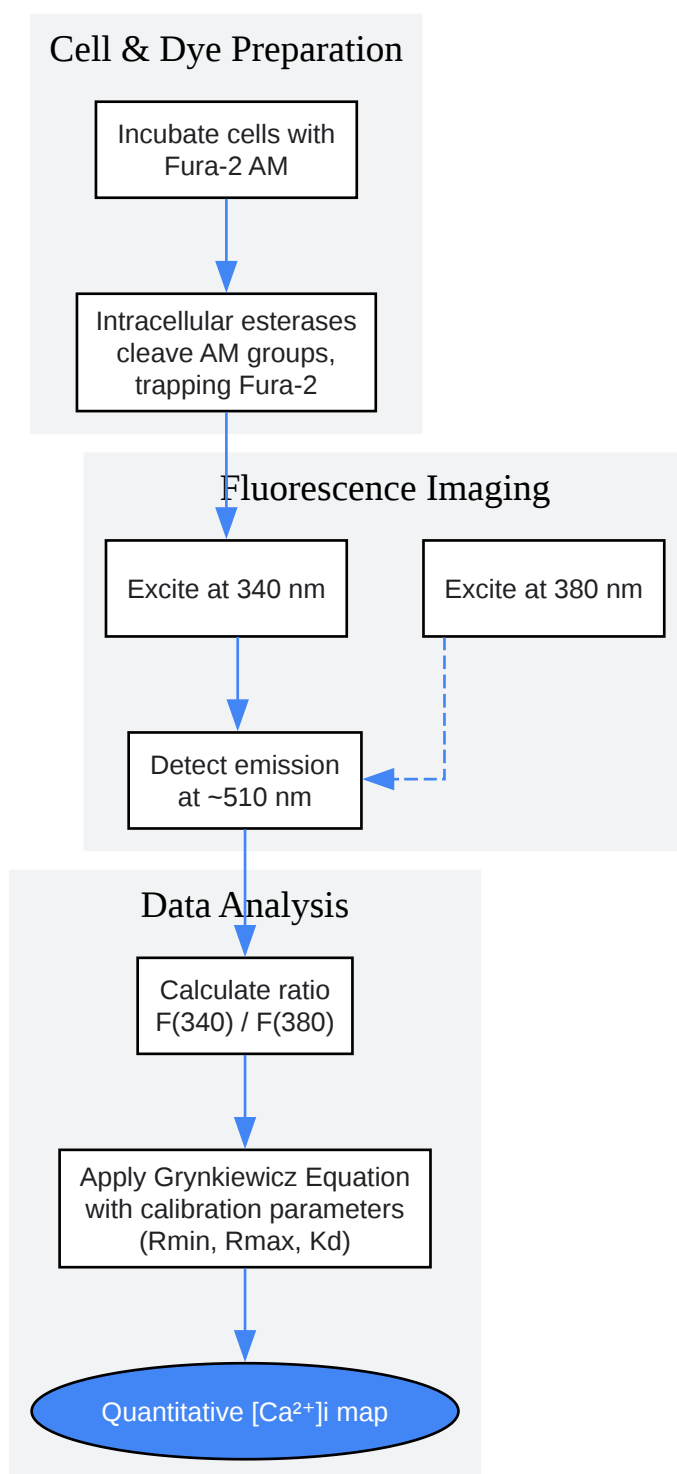 Cell & Dye Preparation
Incubate cells with
Fura-2 AM
Intracellular esterases
cleave AM groups,
trapping Fura-2
Fluorescence Imaging
Excite at 340 nm
Excite at 380 nm
Detect emission
at ~510 nm
Data Analysis
Calculate ratio
F(340) / F(380)
Apply Grynkiewicz Equation
with calibration parameters
(Rmin, Rmax, Kd)
Quantitative [Ca²⁺]i map